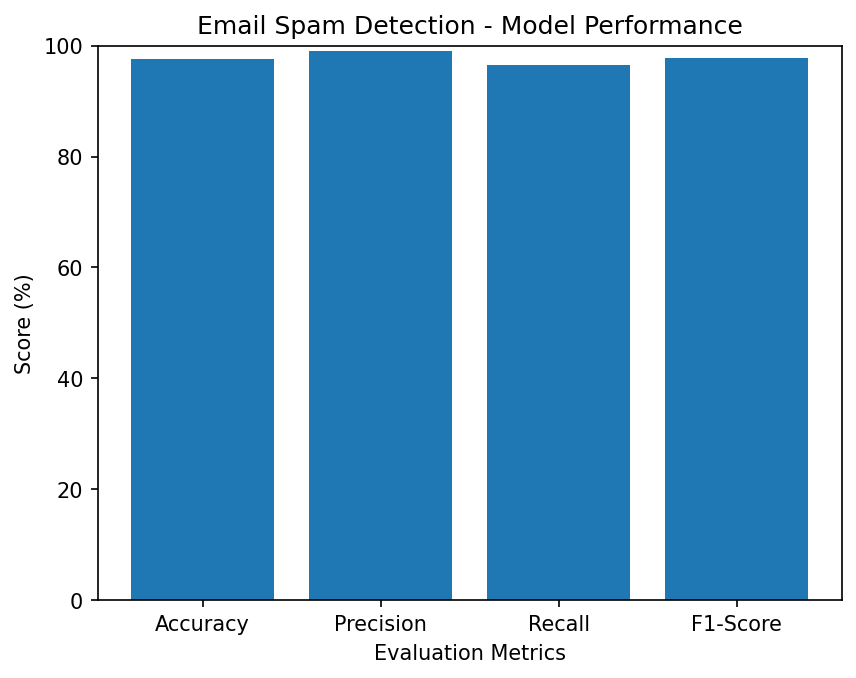 Email Spam Detection - Model Performance
100
80
60
40
20
0
Score (%)
Accuracy Precision Recall F1-Score
Evaluation Metrics